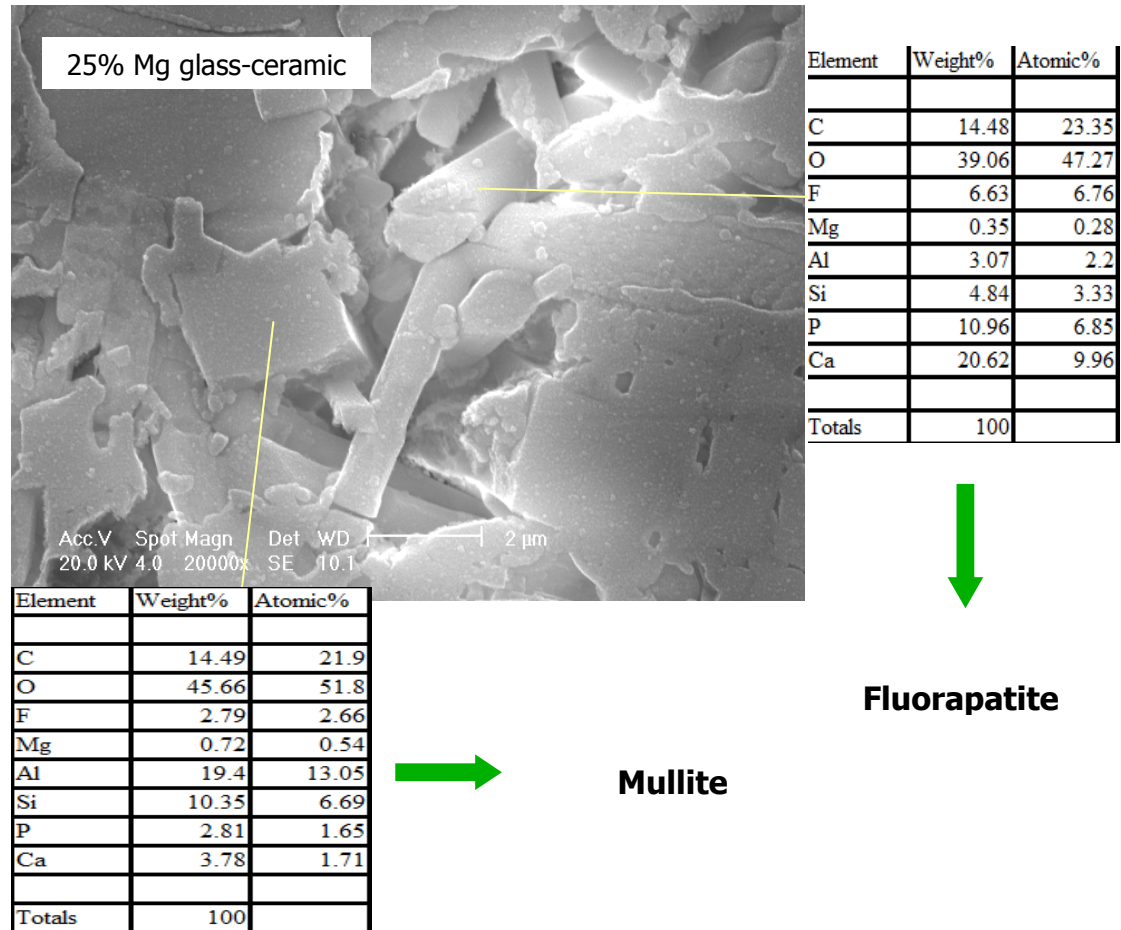 25% Mg glass-ceramic
Element Weight% Atomic%
C 14.48 23.35
O 39.06 47.27
F 6.63 6.76
Mg 0.35 0.28
Al 3.07 2.2
Si 4.84 3.33
P 10.96 6.85
Ca 20.62 9.96
Totals 100
Acc.V Spot Magn Det WD 2 µm
20.0 kV 4.0 20000x SE 10.1
Element Weight% Atomic%
C 14.49 21.9
O 45.66 51.8
F 2.79 2.66
Mg 0.72 0.54
Al 19.4 13.05
Si 10.35 6.69
P 2.81 1.65
Ca 3.78 1.71
Totals 100
Fluorapatite
Mullite